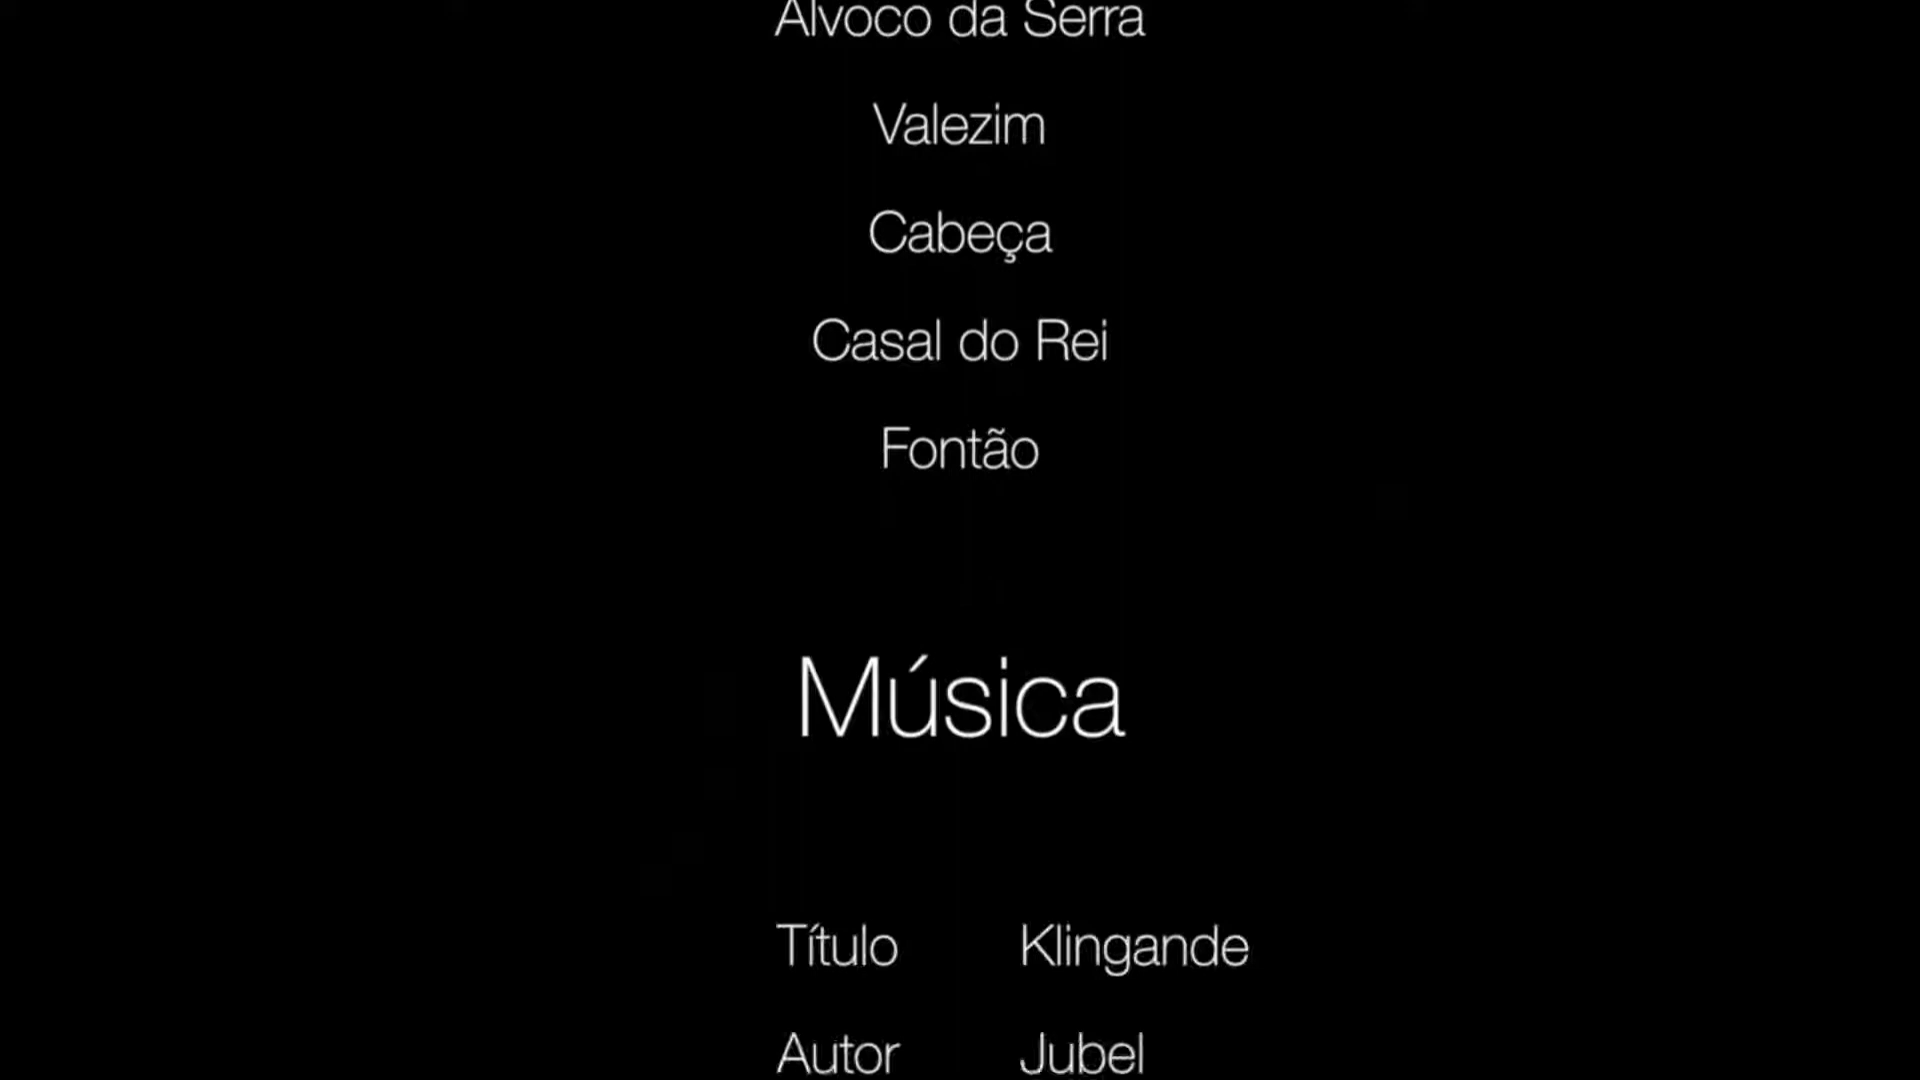 Alvoco da Serra
Valezim
Cabeça
Casal do Rei
Fontão
Música
Título Klingande
Autor Jubel